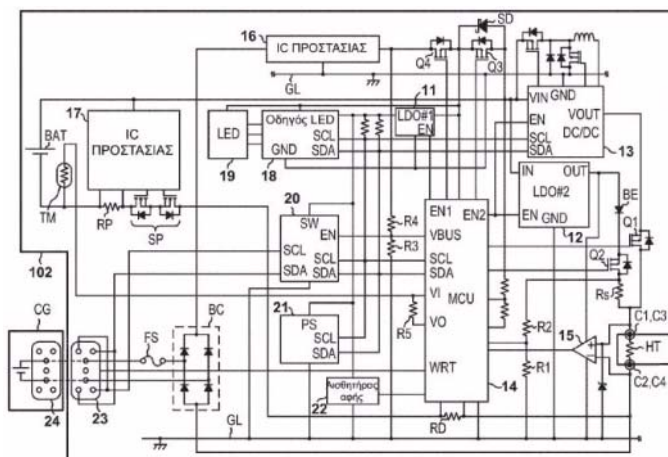 16
IC ΠΡΟΣΤΑΣΙΑΣ
SD
Q4
Q3
GL
17
IC
ΠΡΟΣΤΑΣΙΑΣ
BAT
TM
RP
SP
102
LED
19
Οδηγός LED
SCL
GND
SDA
18
11
LDO#1
EN
VIN
GND
VOUT
EN
DC/DC
SCL
SDA
13
IN
OUT
LDO#2
EN
GND
12
BE
Q1
Q2
Rs
20
SW
EN
SCL
SCL
SDA
SDA
R4
R3
EN1
EN2
VBUS
SCL
SDA
VI
MCU
VO
WRT
14
R5
21
PS
SCL
SDA
Αισθητήρας
αφής
22
R2
R1
RD
15
C1,C3
HT
C2,C4
CG
24
23
FS
BC
GL